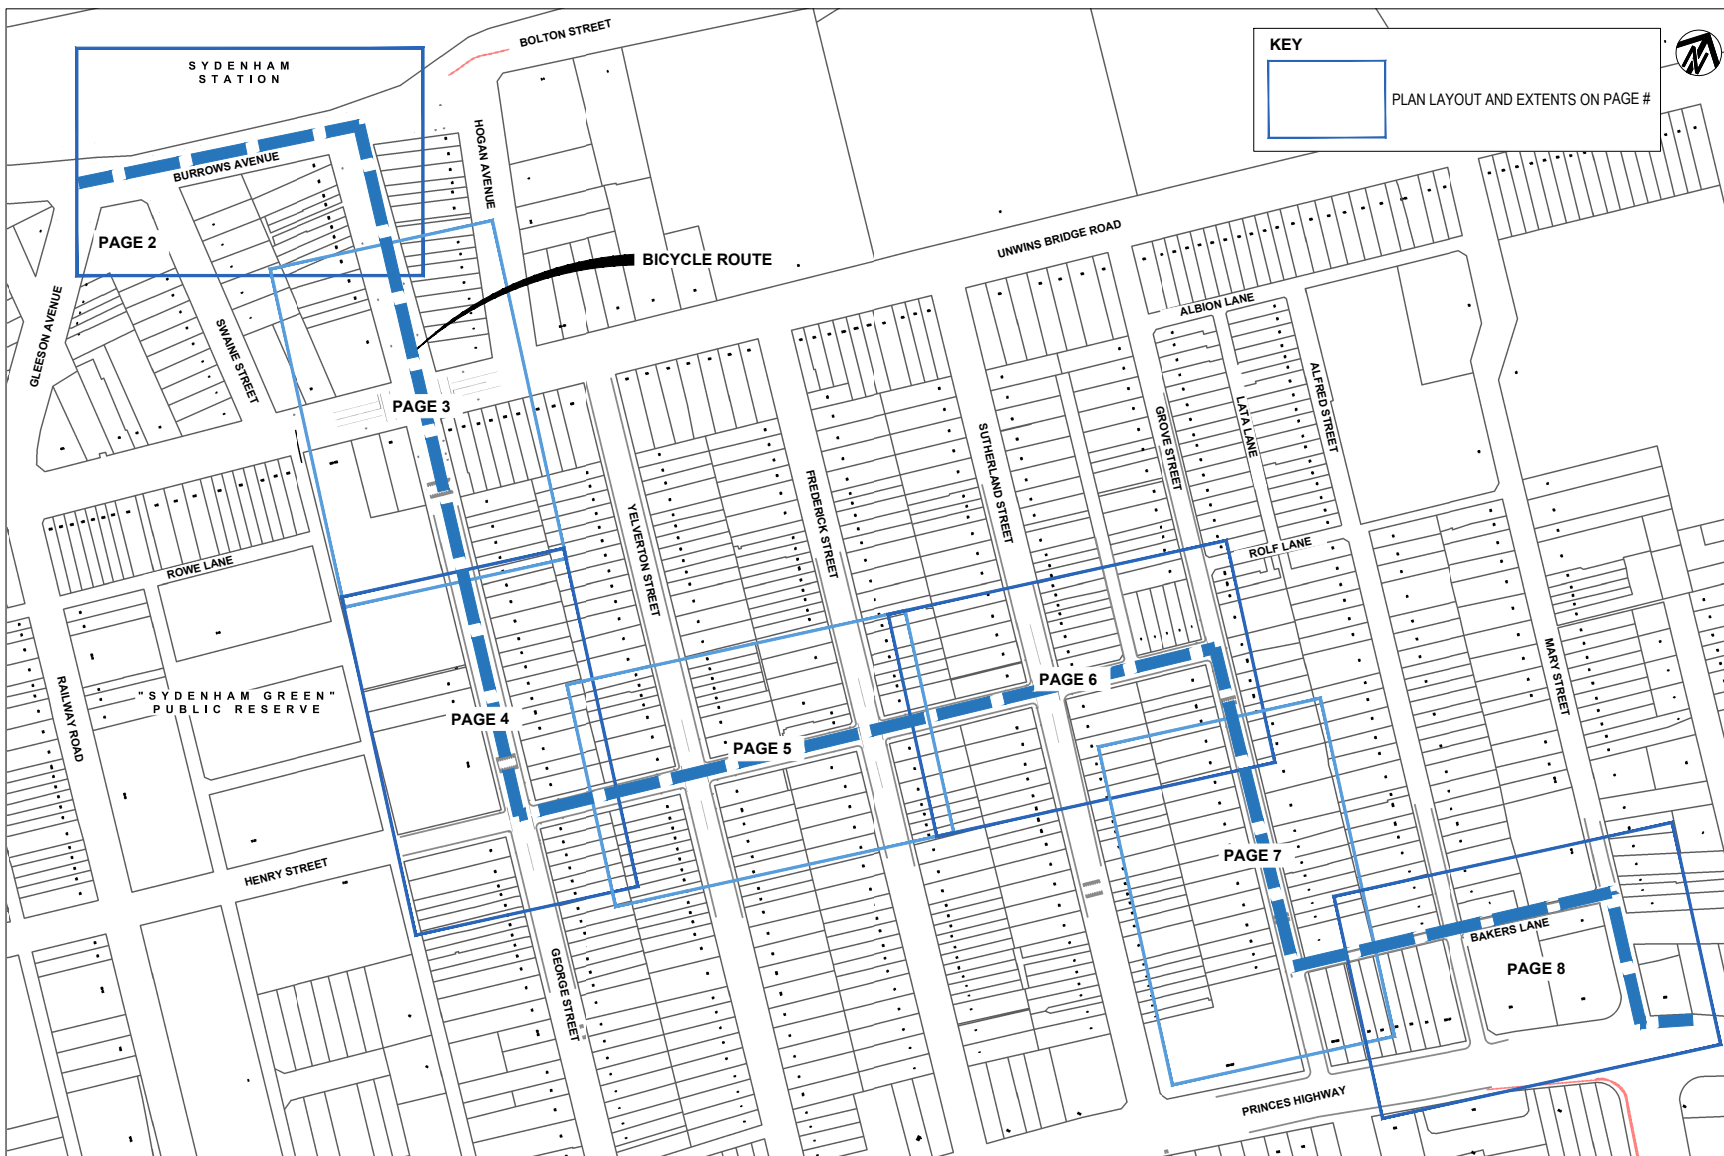 BOLTON STREET
KEY
PLAN LAYOUT AND EXTENTS ON PAGE #
N
SYDENHAM
STATION
HOGAN AVENUE
BURROWS AVENUE
PAGE 2
UNWINS BRIDGE ROAD
BICYCLE ROUTE
GLEESON AVENUE
SWAINE STREET
ALBION LANE
PAGE 3
ALFRED STREET
LATA LANE
GROVE STREET
SUTHERLAND STREET
FREDERICK STREET
YELVERTON STREET
ROWE LANE
ROLF LANE
RAILWAY ROAD
"SYDENHAM GREEN"
PUBLIC RESERVE
MARY STREET
PAGE 6
PAGE 4
PAGE 5
PAGE 7
HENRY STREET
BAKERS LANE
PAGE 8
GEORGE STREET
PRINCES HIGHWAY